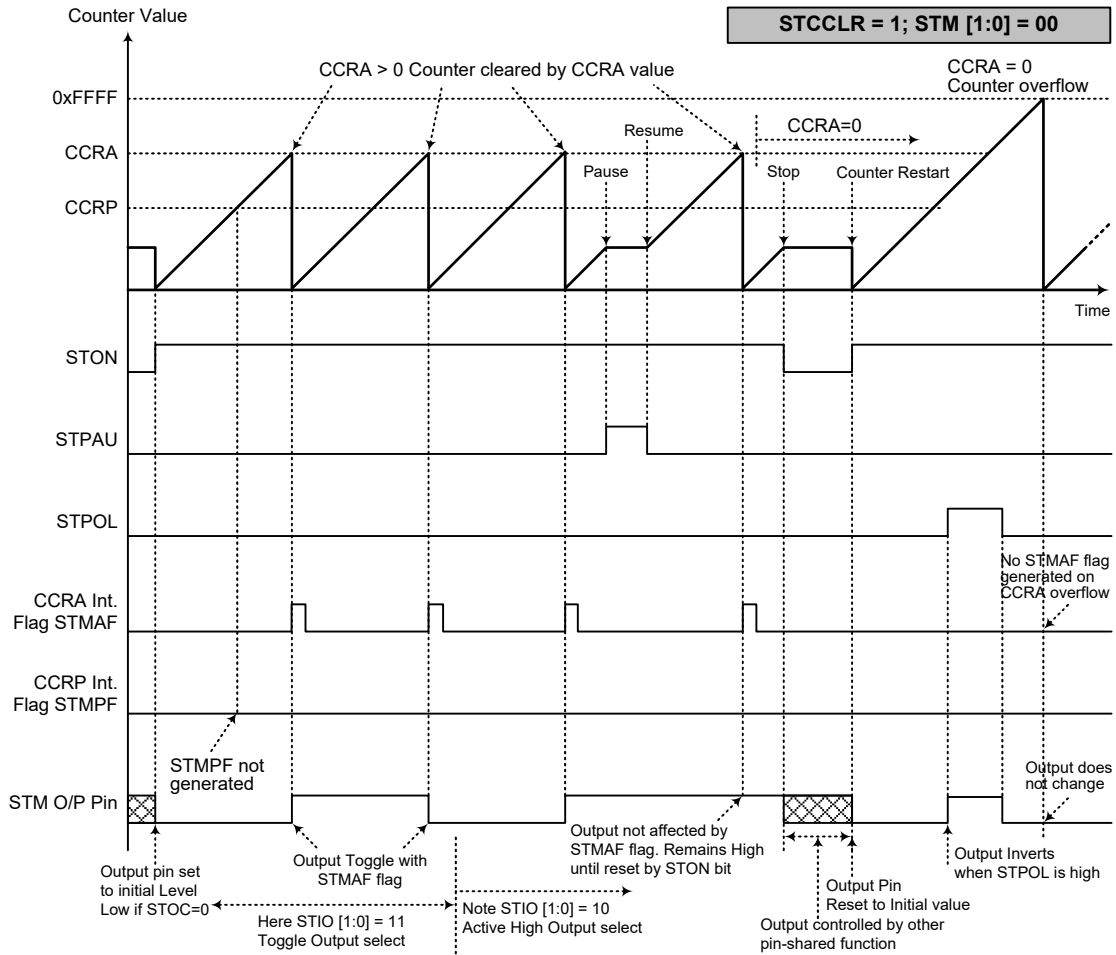 Counter Value
STCCLR = 1; STM [1:0] = 00
CCRA > 0 Counter cleared by CCRA value
CCRA = 0
Counter overflow
0xFFFF
Resume
CCRA=0
CCRA
Pause
Stop
Counter Restart
CCRP
Time
STON
STPAU
STPOL
No STMAF flag
generated on
CCRA overflow
CCRA Int.
Flag STMAF
CCRP Int.
Flag STMPF
STMPF not
generated
Output does
not change
STM O/P Pin
Output pin set
to initial Level
Low if STOC=0
Output Toggle with
STMAF flag
Output not affected by
STMAF flag. Remains High
until reset by STON bit
Output Inverts
when STPOL is high
Output Pin
Reset to Initial value
Here STIO [1:0] = 11
Toggle Output select
Note STIO [1:0] = 10
Active High Output select
Output controlled by other
pin-shared function